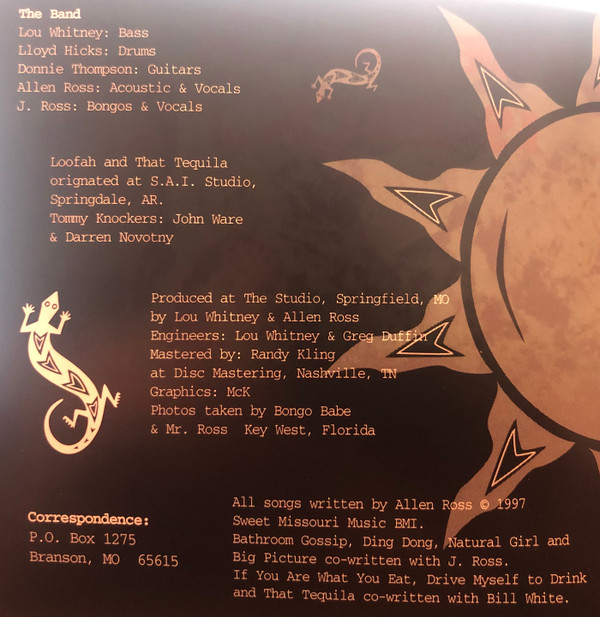 The Band
Lou Whitney: Bass
Lloyd Hicks: Drums
Donnie Thompson: Guitars
Allen Ross: Acoustic & Vocals
J. Ross: Bongos & Vocals
Loofah and That Tequila
orignated at S.A.I. Studio,
Springdale, AR.
Tommy Knockers: John Ware
& Darren Novotny
Produced at The Studio, Springfield, MO
by Lou Whitney & Allen Ross
Engineers: Lou Whitney & Greg Duffin
Mastered by: Randy Kling
at Disc Mastering, Nashville, TN
Graphics: McK
Photos taken by Bongo Babe
& Mr. Ross Key West, Florida
Correspondence:
P.O. Box 1275
Branson, MO 65615
All songs written by Allen Ross © 1997
Sweet Missouri Music BMI.
Bathroom Gossip, Ding Dong, Natural Girl and
Big Picture co-written with J. Ross.
If You Are What You Eat, Drive Myself to Drink
and That Tequila co-written with Bill White.